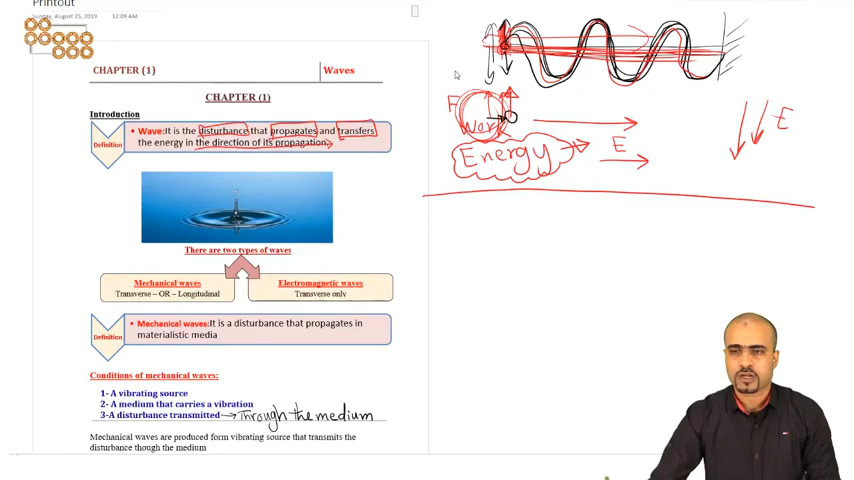 Printout
Sunday, August 25, 2019 12:09 AM
CHAPTER (1) Waves
CHAPTER (1)
Introduction
Definition
• Wave:It is the disturbance that propagates and transfers
the energy in the direction of its propagation.
There are two types of waves
Mechanical waves
Transverse – OR – Longitudinal
Electromagnetic waves
Transverse only
Definition
• Mechanical waves:It is a disturbance that propagates in
materialistic media
Conditions of mechanical waves:
1- A vibrating source
2- A medium that carries a vibration
3-A disturbance transmitted → Through the medium
Mechanical waves are produced form vibrating source that transmits the
disturbance though the medium
F
Energy
E
E